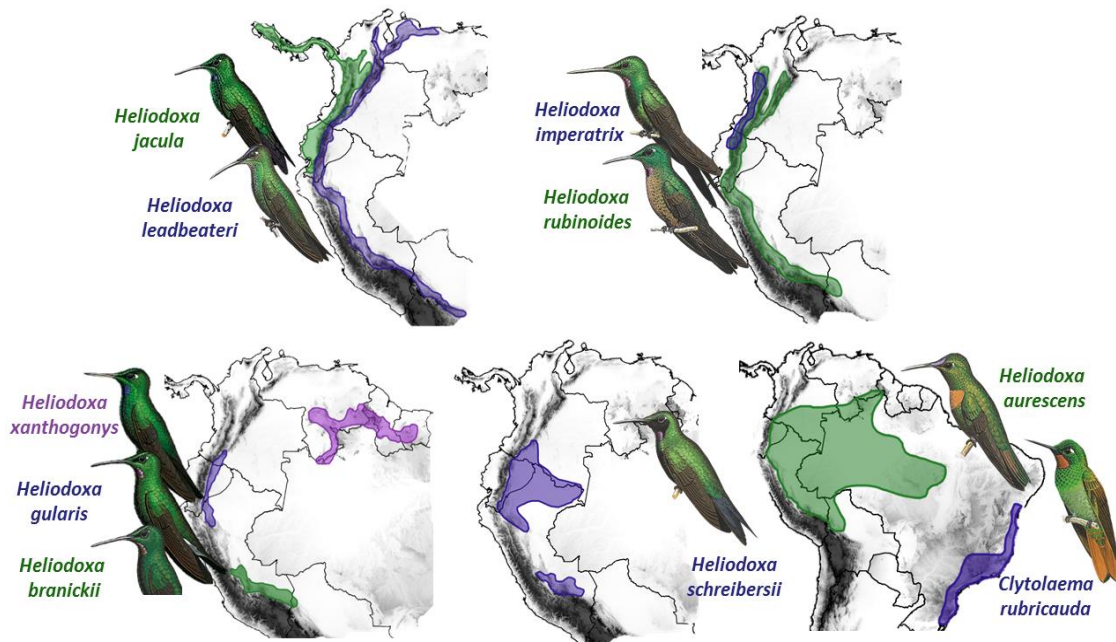 Heliodoxa
jacula
Heliodoxa
leadbeateri
Heliodoxa
imperatrix
Heliodoxa
rubinoides
Heliodoxa
xanthogonys
Heliodoxa
gularis
Heliodoxa
branickii
Heliodoxa
schreibersii
Heliodoxa
aurescens
Clytolaema
rubricauda